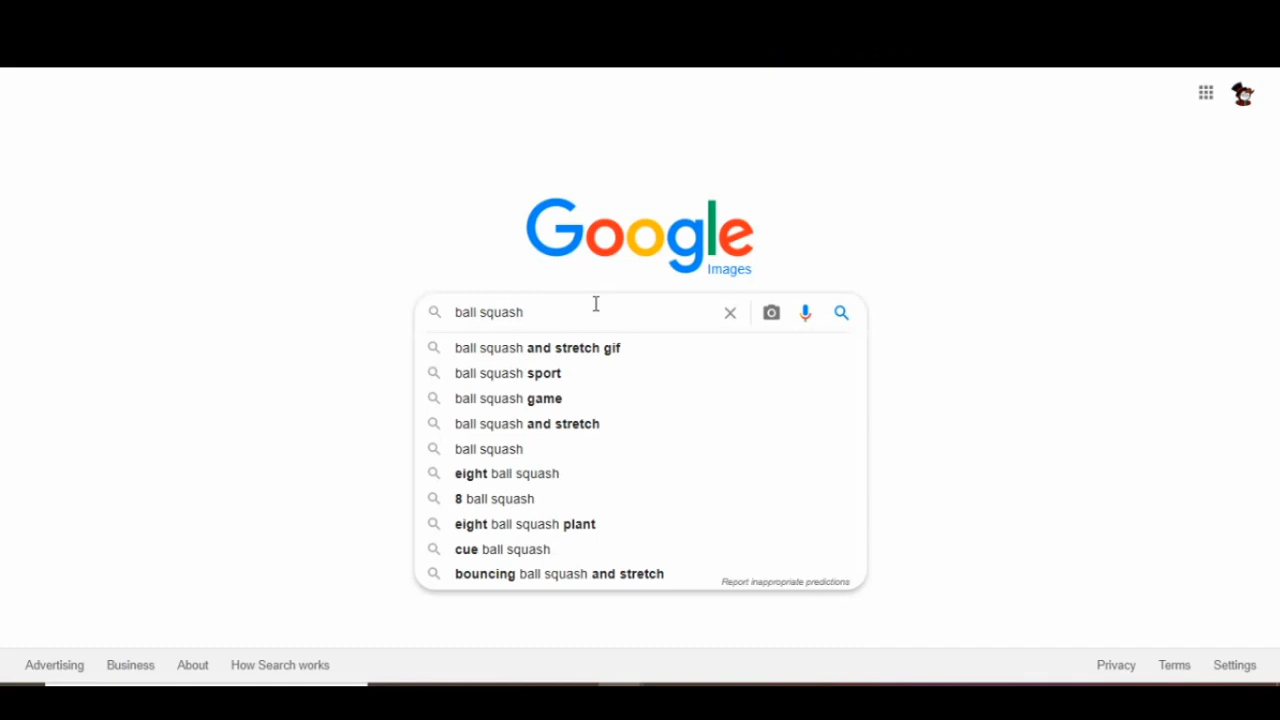 Google
Images
ball squash
ball squash and stretch gif
ball squash sport
ball squash game
ball squash and stretch
ball squash
eight ball squash
8 ball squash
eight ball squash plant
cue ball squash
bouncing ball squash and stretch
Report inappropriate predictions
Advertising Business About How Search works Privacy Terms Settings